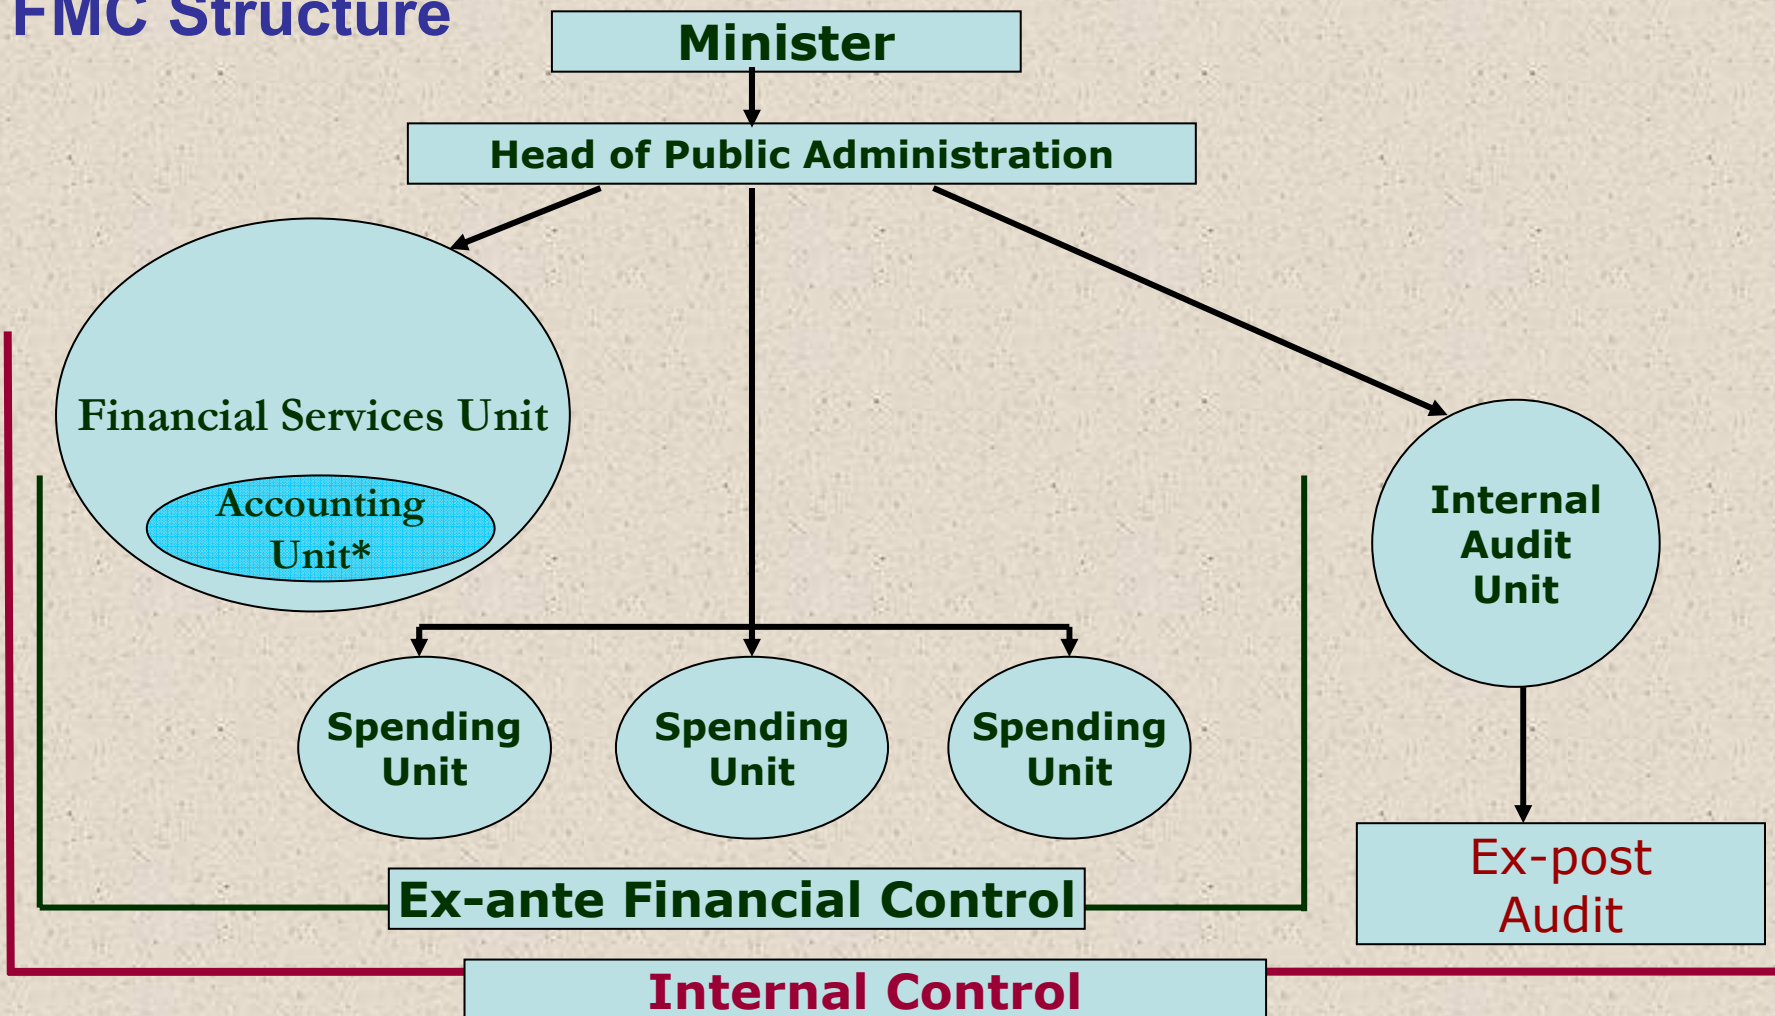 FMC Structure
Minister
Head of Public Administration
Financial Services Unit
Accounting
Unit*
Internal
Audit
Unit
Spending
Unit
Spending
Unit
Spending
Unit
Ex-ante Financial Control
Ex-post
Audit
Internal Control